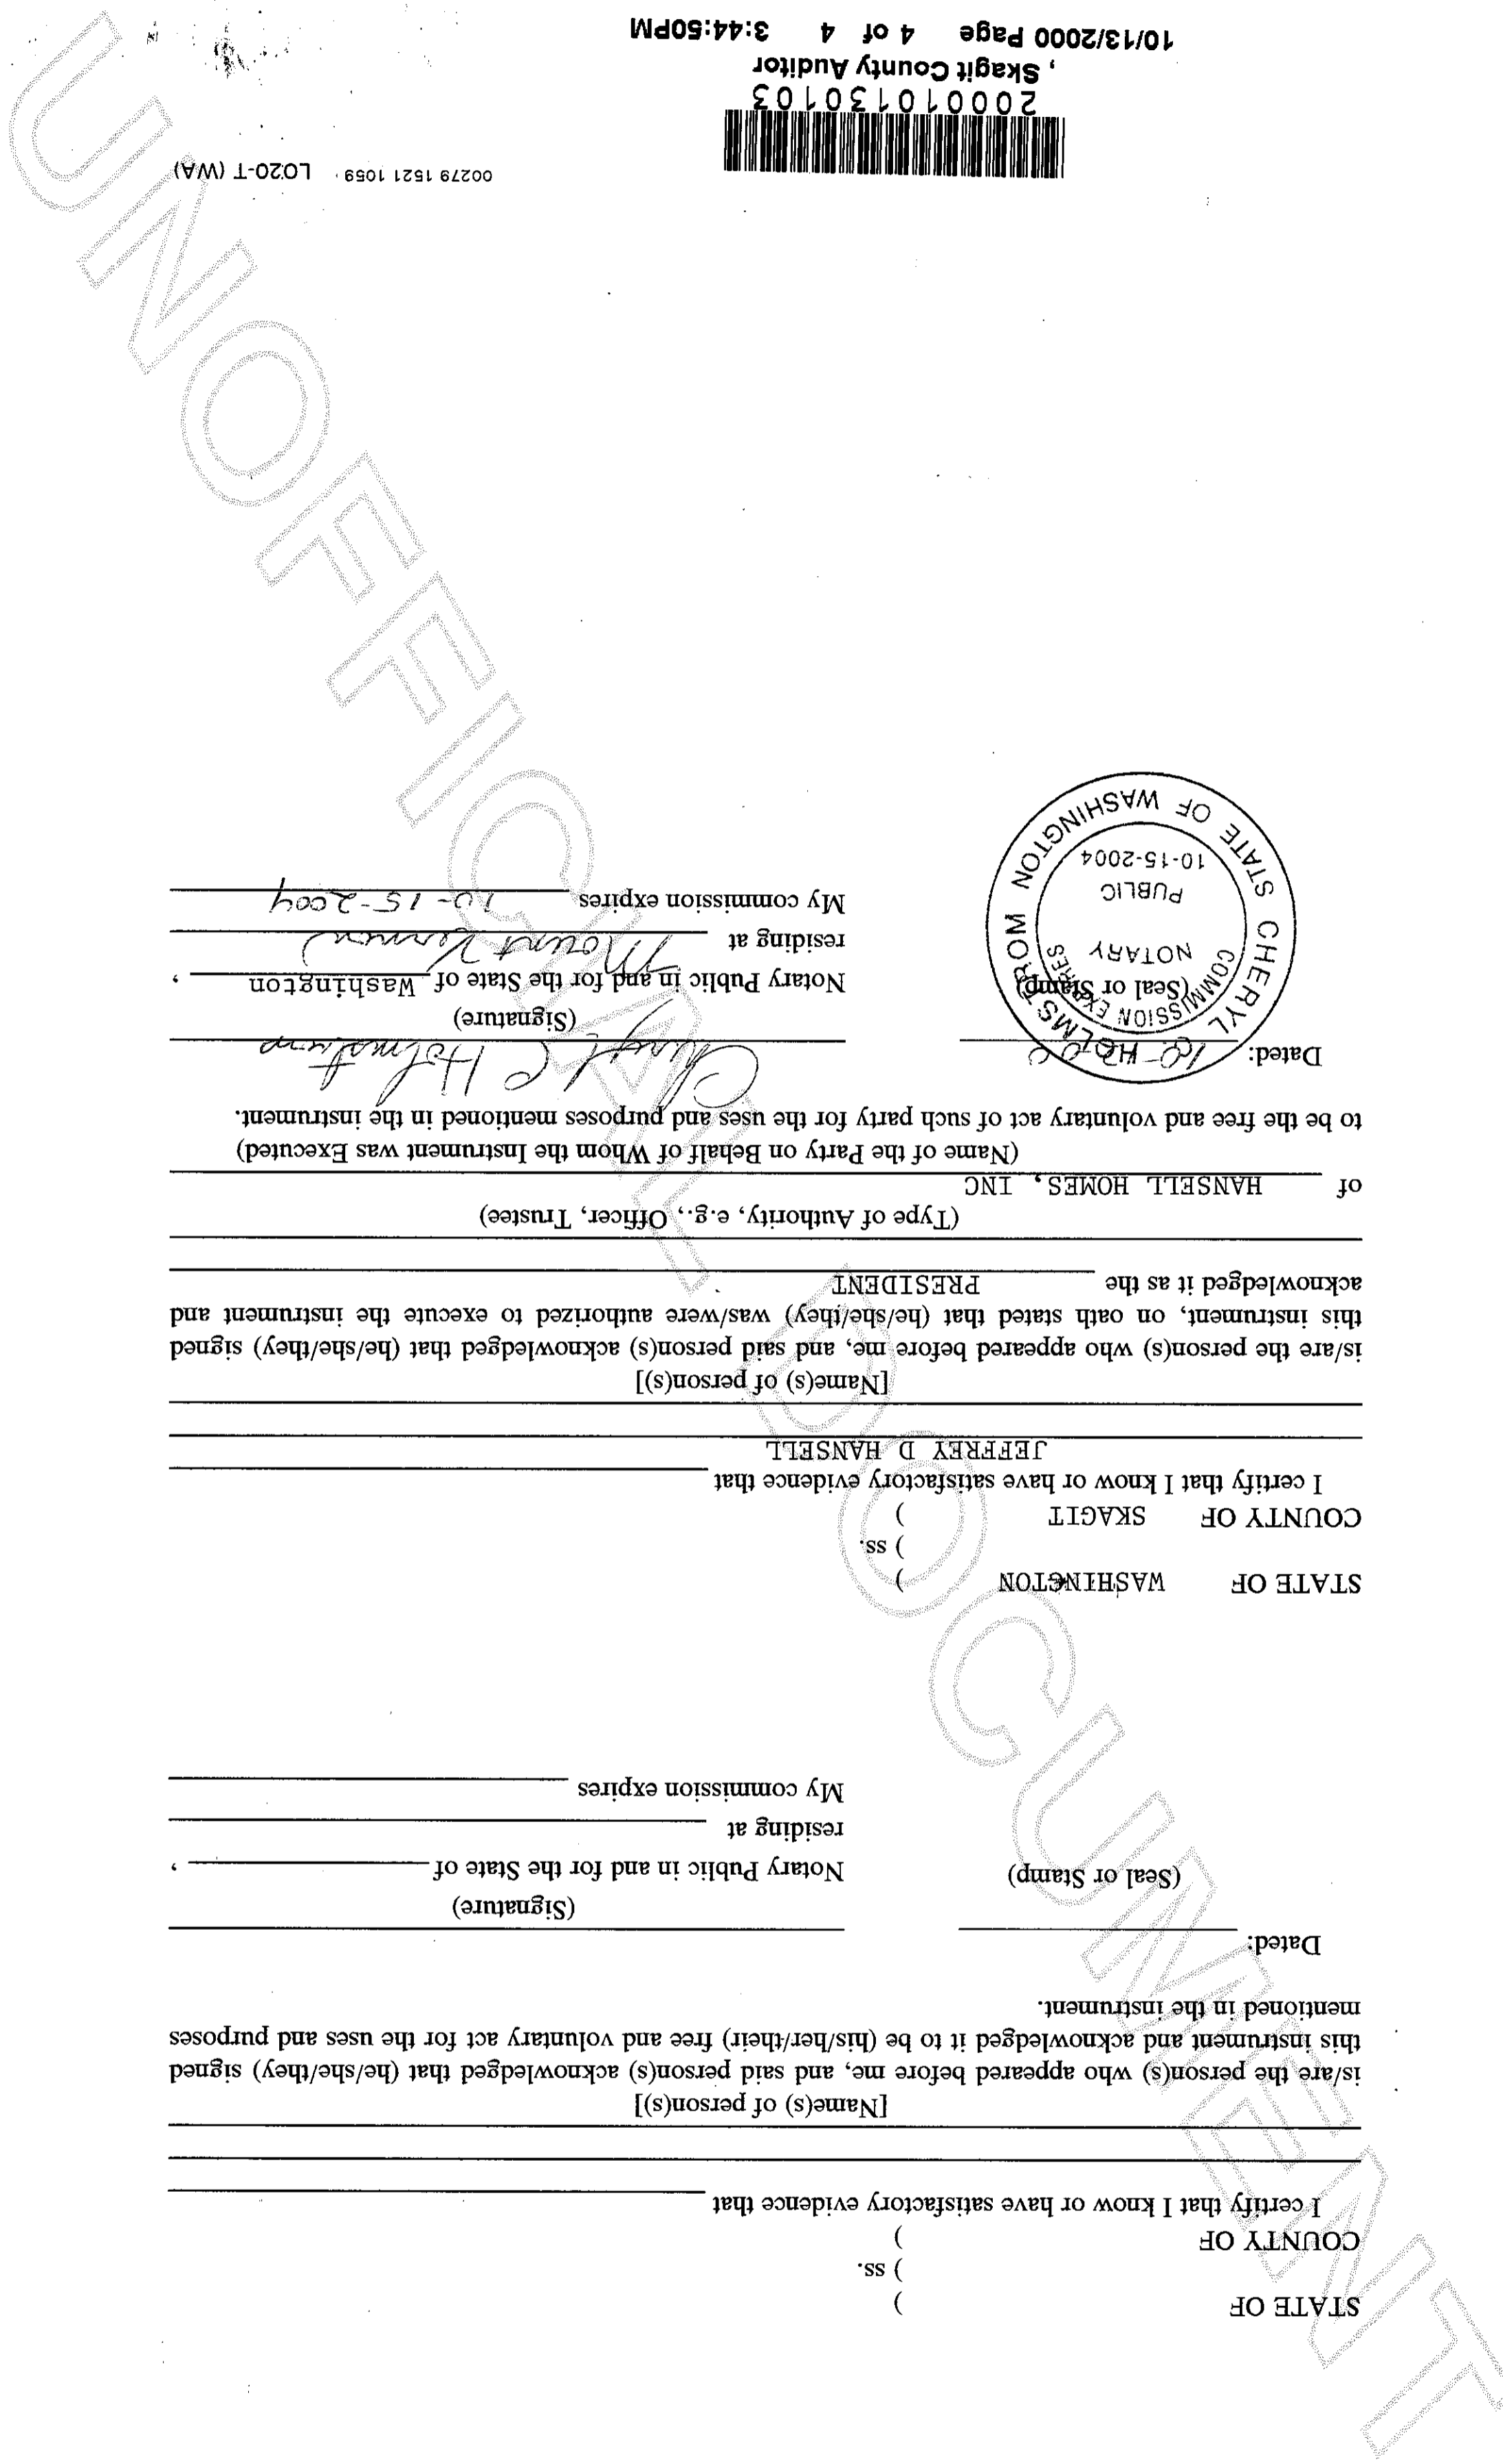 STATE OF )
) ss.
COUNTY OF )
I certify that I know or have satisfactory evidence that
[Name(s) of person(s)]
is/are the person(s) who appeared before me, and said person(s) acknowledged that (he/she/they) signed
this instrument and acknowledged it to be (his/her/their) free and voluntary act for the uses and purposes
mentioned in the instrument.
Dated:
(Signature)
(Seal or Stamp)
Notary Public in and for the State of ,
residing at
My commission expires
STATE OF WASHINGTON )
) ss.
COUNTY OF SKAGIT )
I certify that I know or have satisfactory evidence that
JEFFREY D HANSELL
[Name(s) of person(s)]
is/are the person(s) who appeared before me, and said person(s) acknowledged that (he/she/they) signed
this instrument, on oath stated that (he/she/they) was/were authorized to execute the instrument and
acknowledged it as the PRESIDENT
(Type of Authority, e.g., Officer, Trustee)
of HANSELL HOMES, INC
(Name of the Party on Behalf of Whom the Instrument was Executed)
to be the free and voluntary act of such party for the uses and purposes mentioned in the instrument.
Dated:
Cheryl C Holmstrom
(Signature)
(Seal or Stamp)
Notary Public in and for the State of Washington ,
residing at Mount Vernon
My commission expires 10-15-2004
CHERYL HOLMSTROM
COMMISSION EXPIRES
NOTARY
PUBLIC
10-15-2004
STATE OF WASHINGTON
00279 1521 1059 LO20-T (WA)
200010130103
, Skagit County Auditor
10/13/2000 Page 4 of 4 3:44:50PM
UNOFFICIAL DOCUMENT